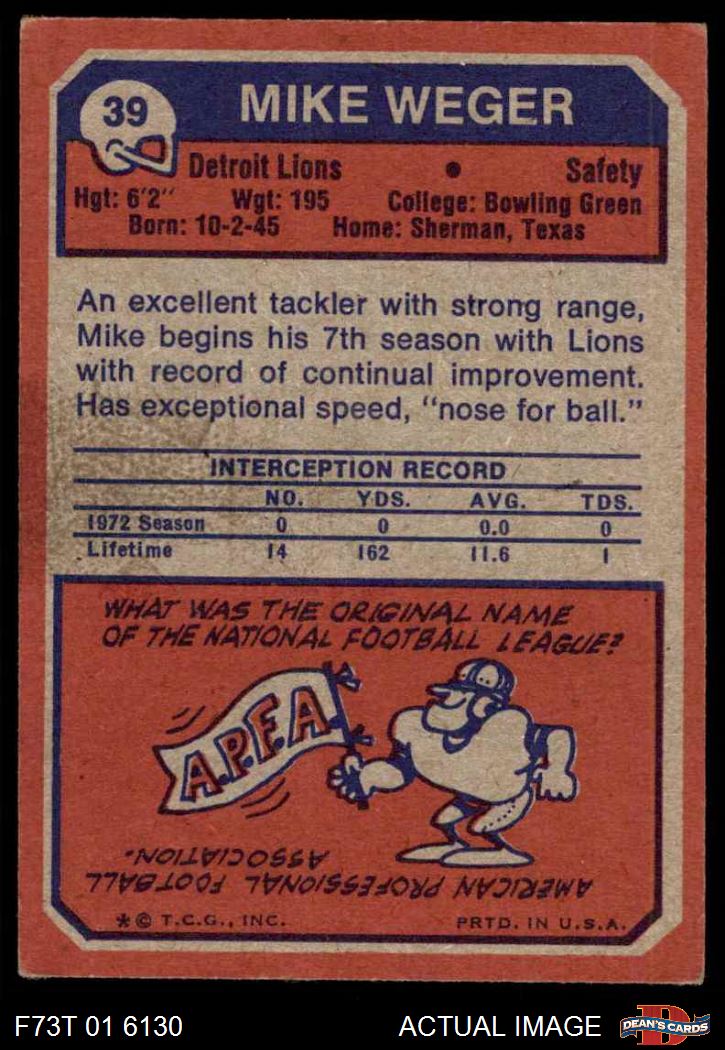 39
MIKE WEGER
Detroit Lions • Safety
Hgt: 6'2" Wgt: 195 College: Bowling Green
Born: 10-2-45 Home: Sherman, Texas
An excellent tackler with strong range,
Mike begins his 7th season with Lions
with record of continual improvement.
Has exceptional speed, "nose for ball."
INTERCEPTION RECORD
NO. YDS. AVG. TDS.
1972 Season 0 0 0.0 0
Lifetime 14 162 11.6 1
WHAT WAS THE ORIGINAL NAME
OF THE NATIONAL FOOTBALL LEAGUE?
A.P.F.A.
AMERICAN PROFESSIONAL FOOTBALL
ASSOCIATION.
* © T.C.G., INC. PRTD. IN U.S.A.
F73T 01 6130 ACTUAL IMAGE
D
DEAN'S CARDS